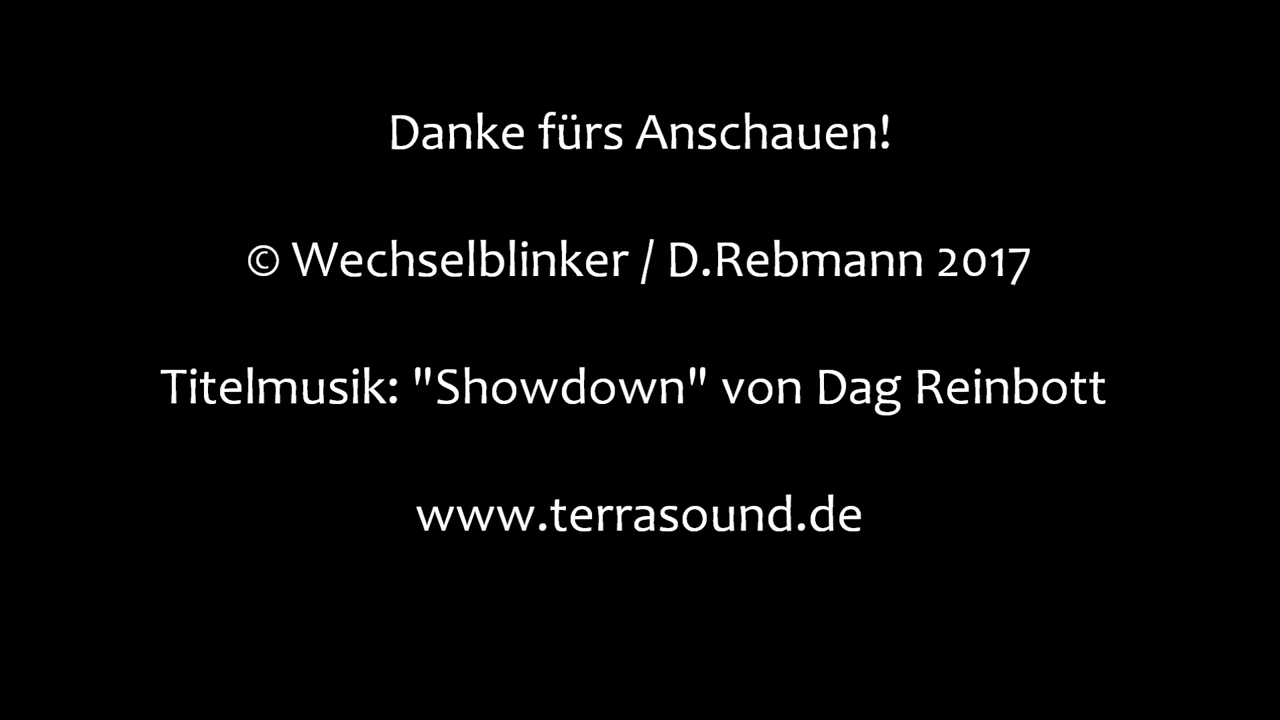 Danke fürs Anschauen!
© Wechselblinker / D.Rebmann 2017
Titelmusik: "Showdown" von Dag Reinbott
www.terrasound.de